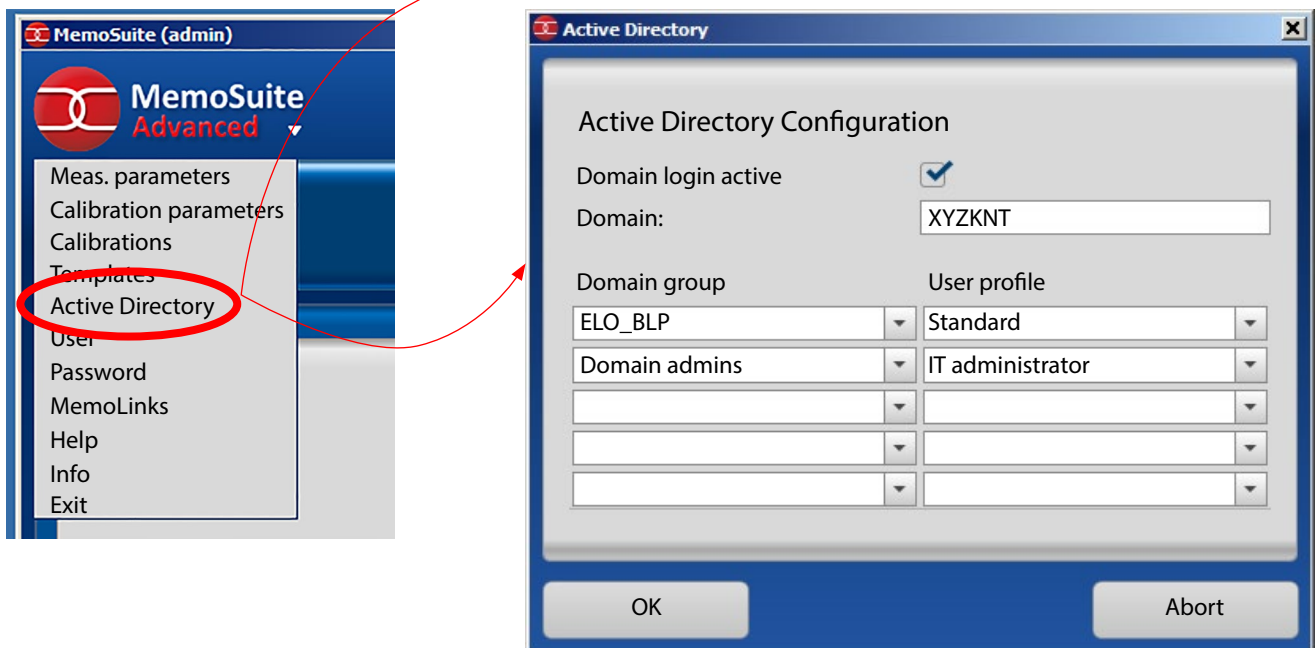 MemoSuite (admin)
MemoSuite
Advanced
Meas. parameters
Calibration parameters
Calibrations
Templates
Active Directory
User
Password
MemoLinks
Help
Info
Exit
Active Directory
Active Directory Configuration
Domain login active
Domain: XYZKNT
Domain group User profile
ELO_BLP Standard
Domain admins IT administrator
OK Abort